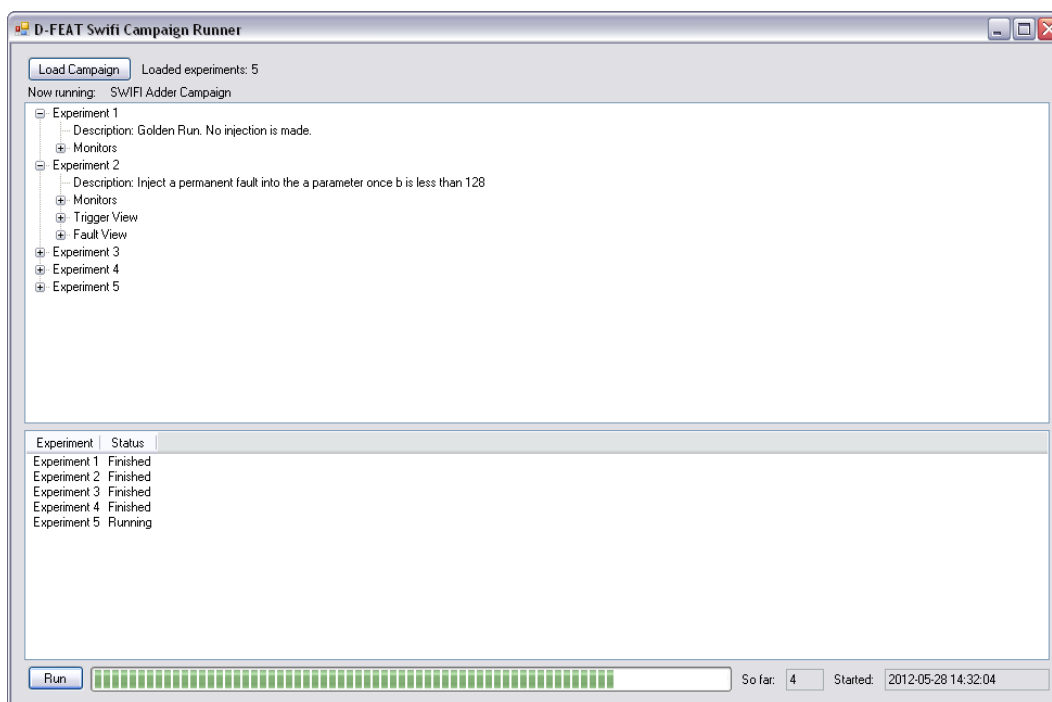 D-FEAT Swifi Campaign Runner
Load Campaign Loaded experiments: 5
Now running: SWIFI Adder Campaign
Experiment 1
Description: Golden Run. No injection is made.
Monitors
Experiment 2
Description: Inject a permanent fault into the a parameter once b is less than 128
Monitors
Trigger View
Fault View
Experiment 3
Experiment 4
Experiment 5
Experiment Status
Experiment 1 Finished
Experiment 2 Finished
Experiment 3 Finished
Experiment 4 Finished
Experiment 5 Running
Run So far: 4 Started: 2012-05-28 14:32:04